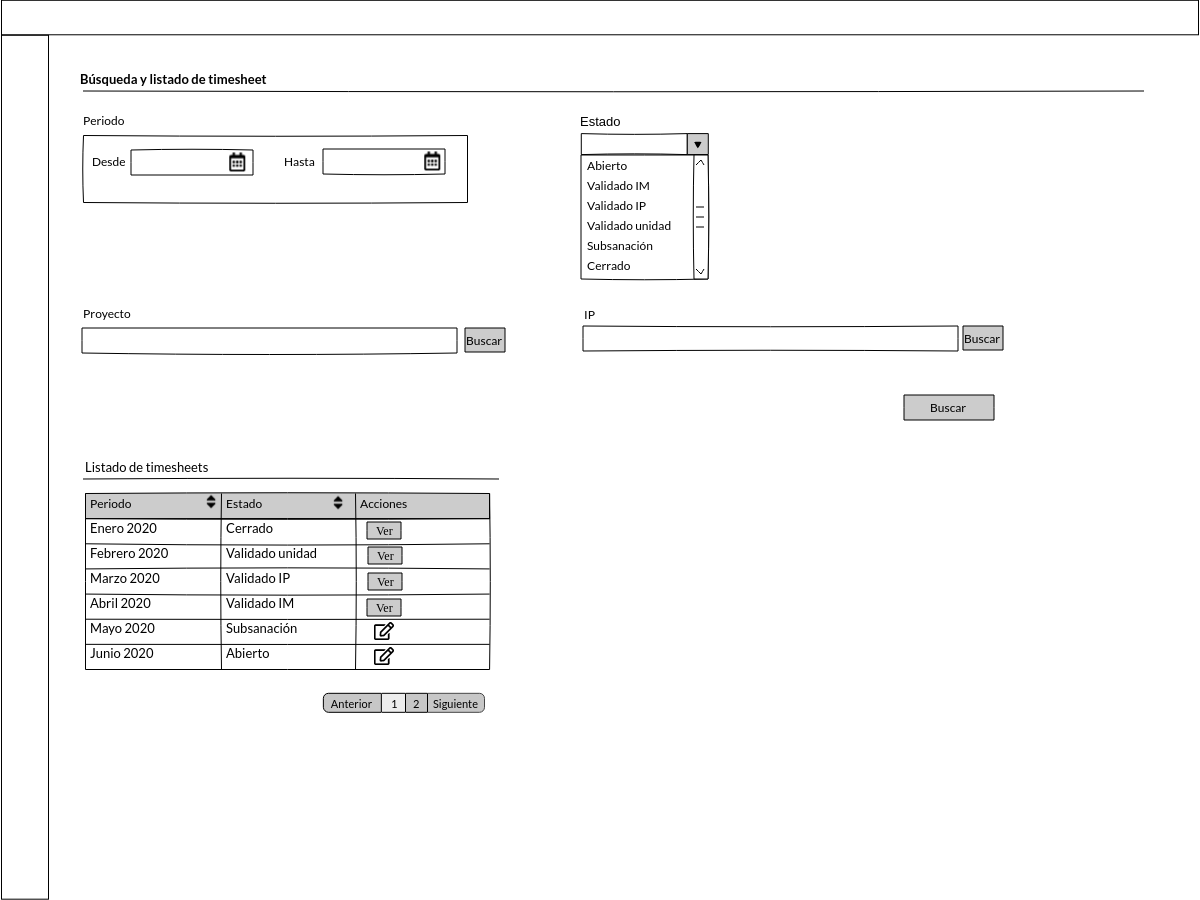 Búsqueda y listado de timesheet
Periodo
Estado
Desde
Hasta
Abierto
Validado IM
Validado IP
Validado unidad
Subsanación
Cerrado
Proyecto
Buscar
IP
Buscar
Buscar
Listado de timesheets
Periodo Estado Acciones
Enero 2020 Cerrado Ver
Febrero 2020 Validado unidad Ver
Marzo 2020 Validado IP Ver
Abril 2020 Validado IM Ver
Mayo 2020 Subsanación
Junio 2020 Abierto
Anterior 1 2 Siguiente